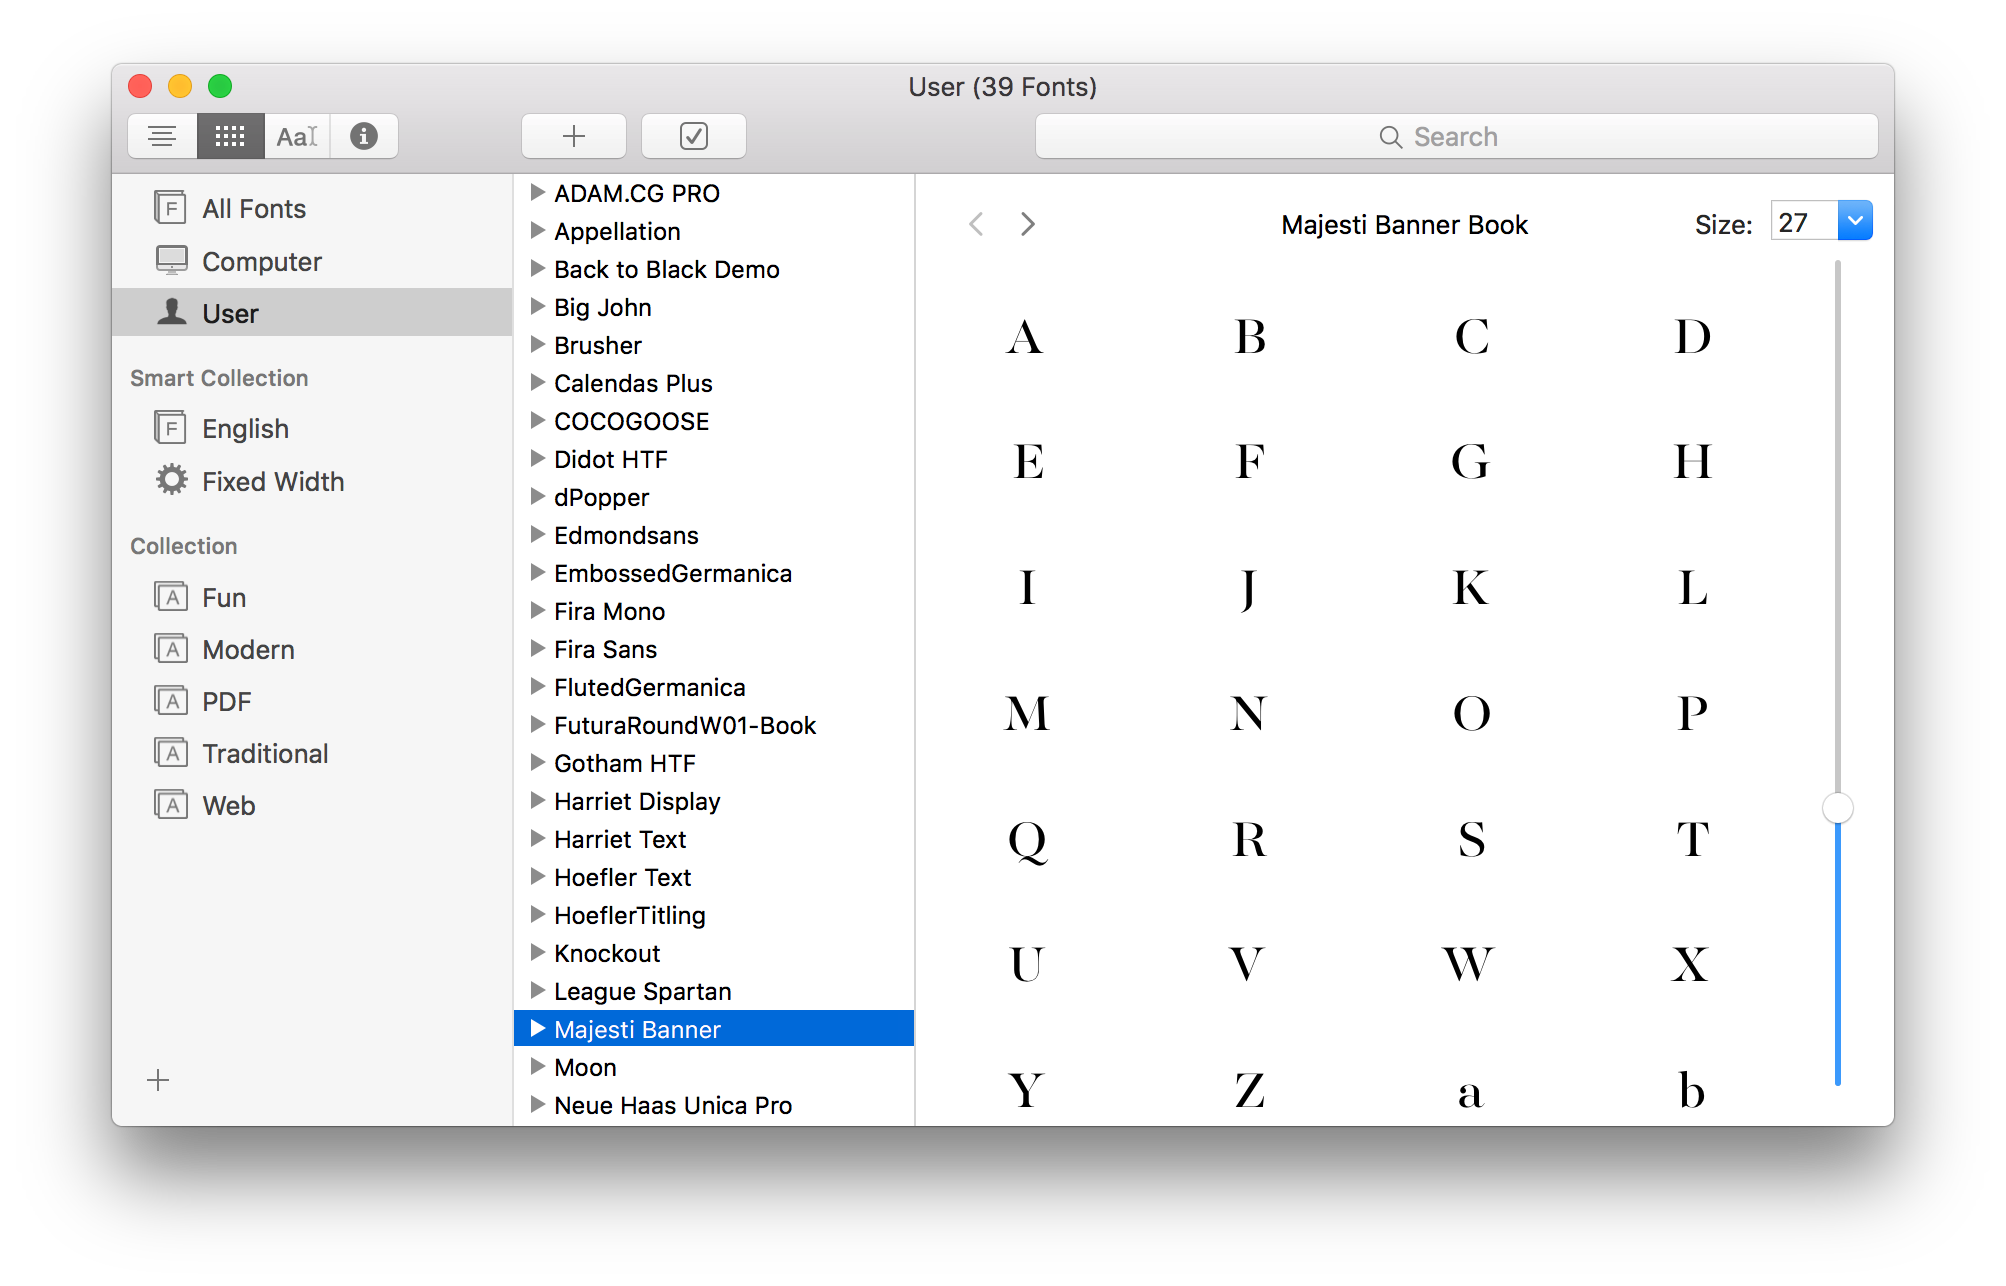 User (39 Fonts)
Aa
Search
All Fonts
Computer
User
Smart Collection
English
Fixed Width
Collection
Fun
Modern
PDF
Traditional
Web
ADAM.CG PRO
Appellation
Back to Black Demo
Big John
Brusher
Calendas Plus
COCOGOOSE
Didot HTF
dPopper
Edmondsans
EmbossedGermanica
Fira Mono
Fira Sans
FlutedGermanica
FuturaRoundW01-Book
Gotham HTF
Harriet Display
Harriet Text
Hoefler Text
HoeflerTitling
Knockout
League Spartan
Majesti Banner
Moon
Neue Haas Unica Pro
Majesti Banner Book
Size: 27
A B C D
E F G H
I J K L
M N O P
Q R S T
U V W X
Y Z a b